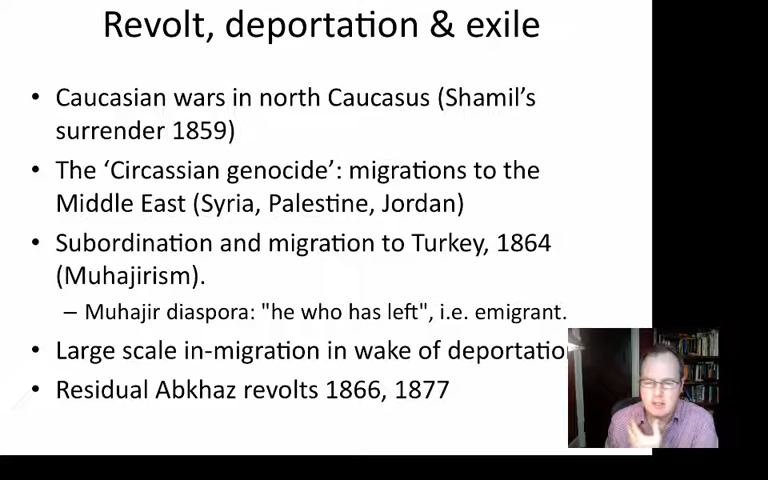 Revolt, deportation & exile
• Caucasian wars in north Caucasus (Shamil's
surrender 1859)
• The 'Circassian genocide': migrations to the
Middle East (Syria, Palestine, Jordan)
• Subordination and migration to Turkey, 1864
(Muhajirism).
– Muhajir diaspora: "he who has left", i.e. emigrant.
• Large scale in-migration in wake of deportatio
• Residual Abkhaz revolts 1866, 1877